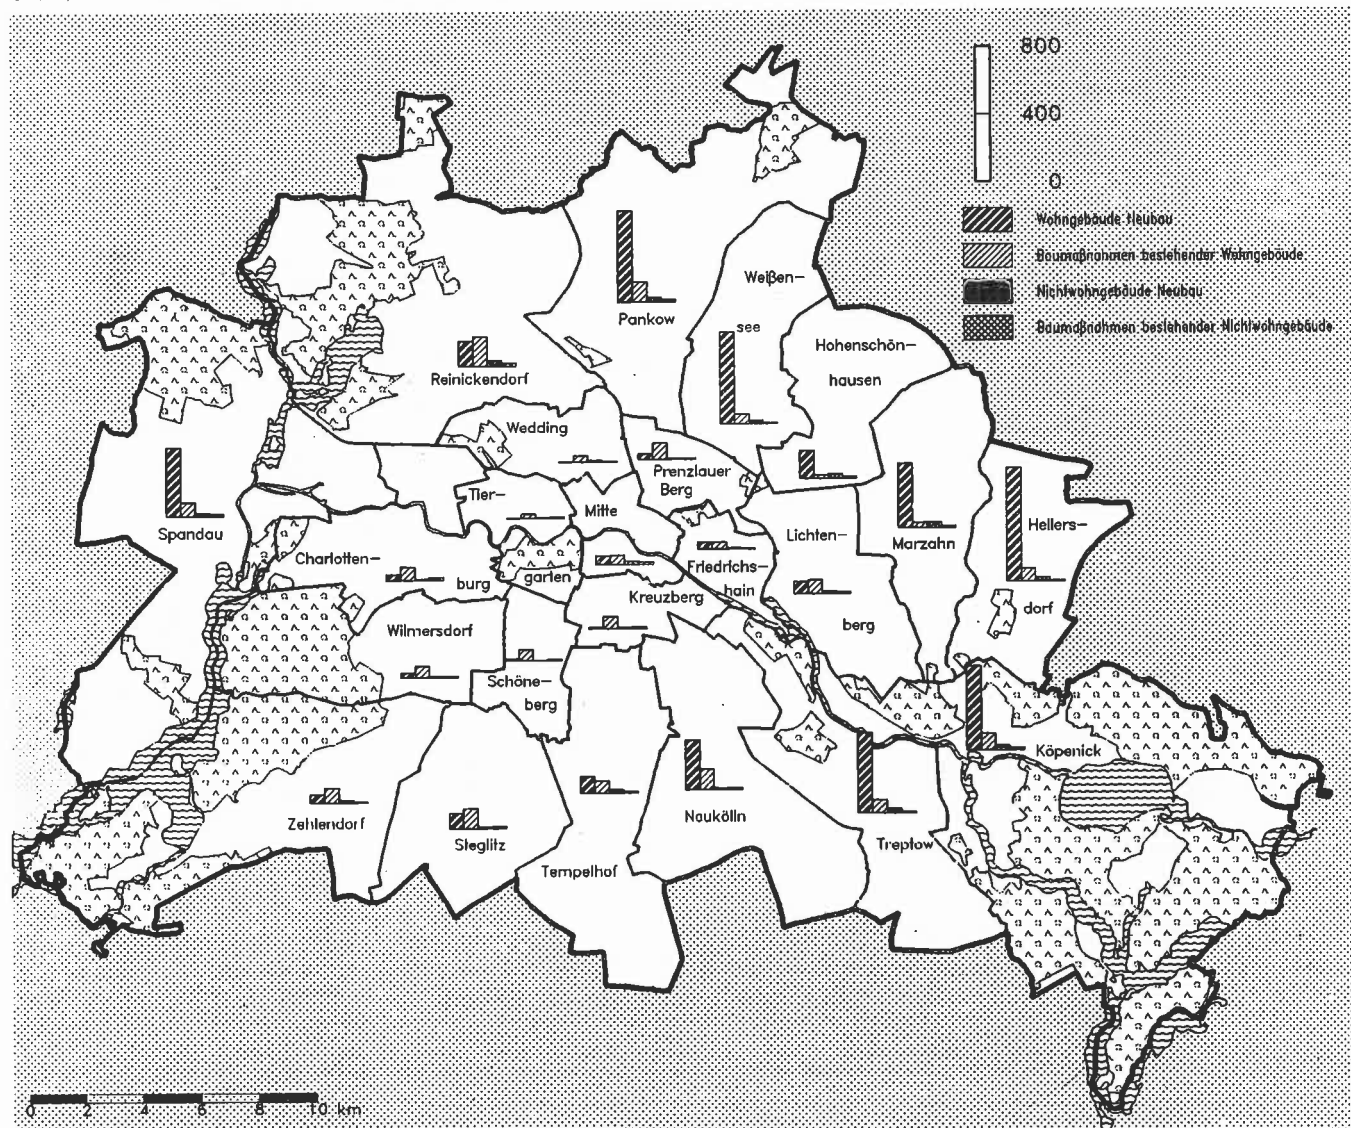 800
400
0
Wohngebäude Neubau
Baumaßnahmen bestehender Wohngebäude
Nichtwohngebäude Neubau
Baumaßnahmen bestehender Nichtwohngebäude
Pankow
Weißen-
see
Hohenschön-
hausen
Reinickendorf
Wedding
Prenzlauer
Berg
Spandau
Tier-
garten
Mitte
Lichten-
berg
Marzahn
Hellers-
dorf
Charlotten-
burg
Friedrichs-
hain
Kreuzberg
Wilmersdorf
Schöne-
berg
Köpenick
Zehlendorf
Steglitz
Tempelhof
Neukölln
Treptow
0 2 4 6 8 10 km